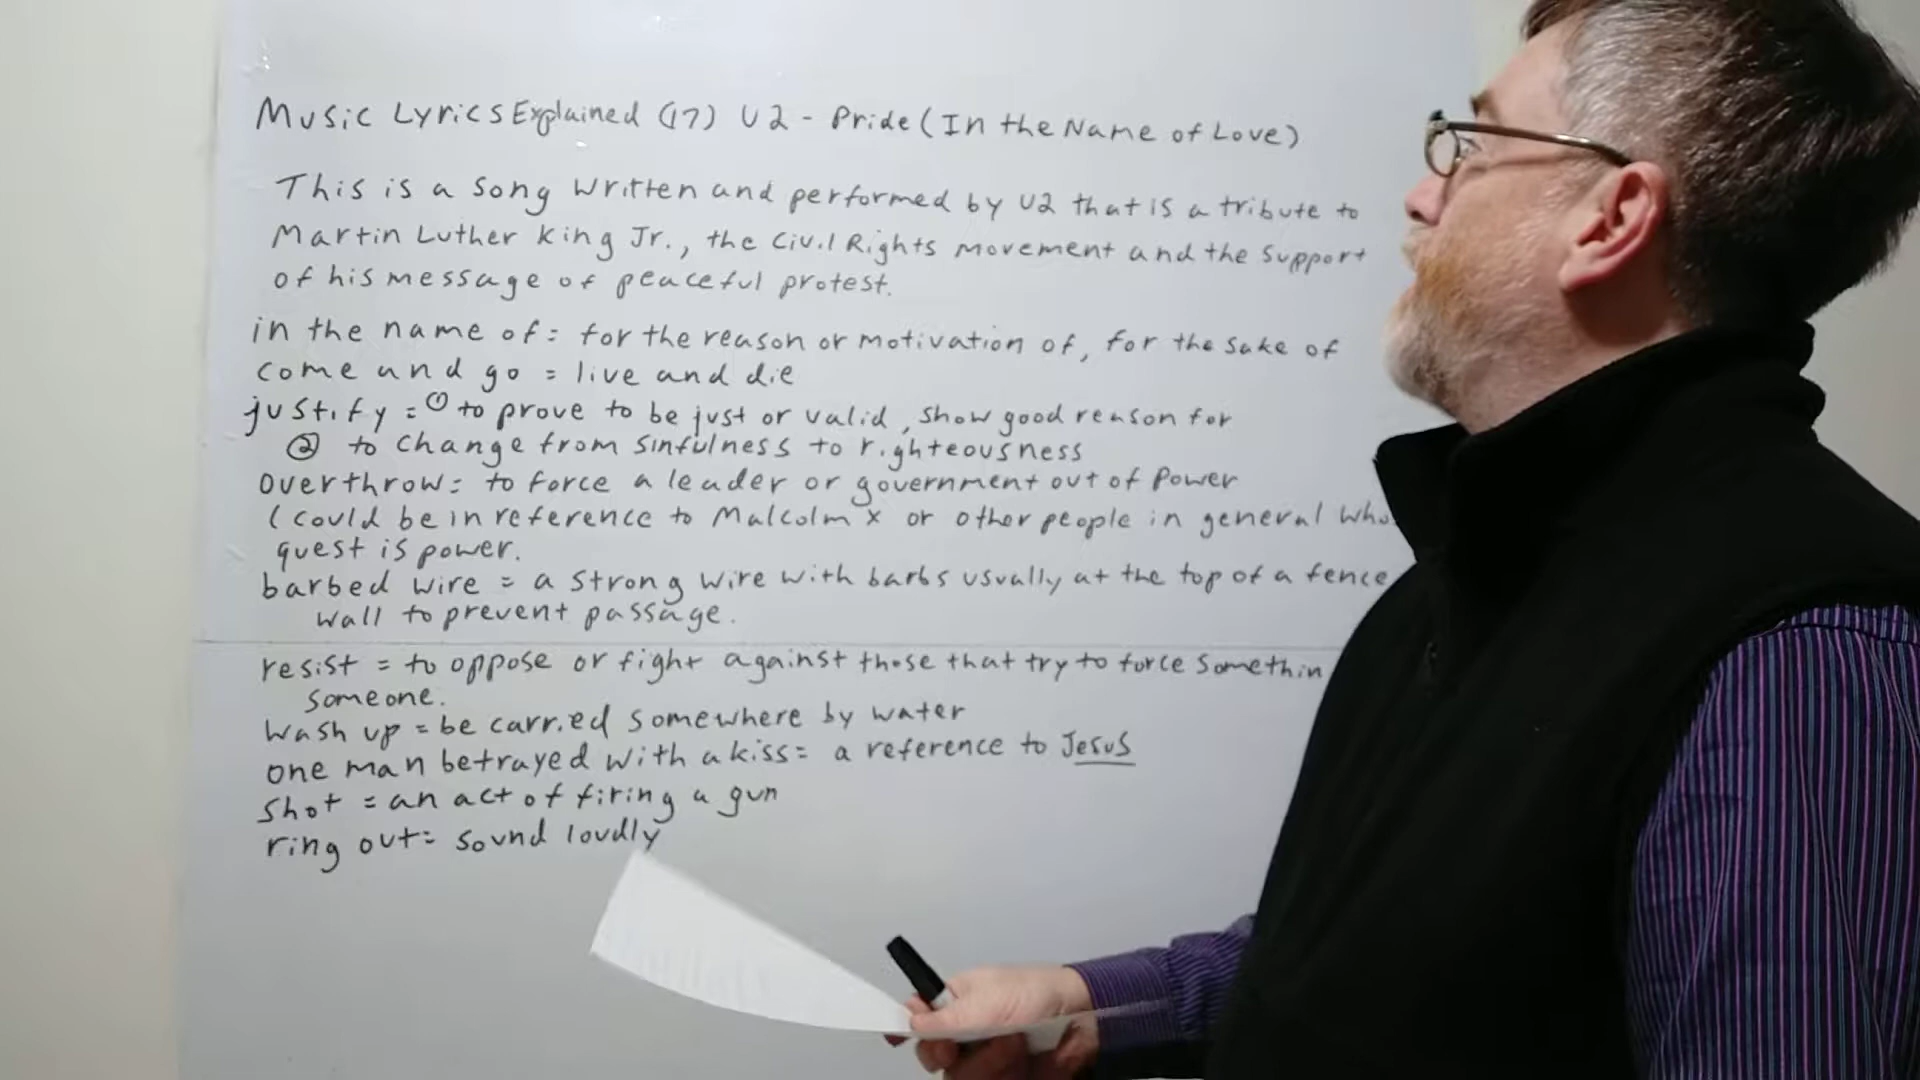 Music Lyrics Explained (17) U2 - Pride (In the Name of Love)
This is a song written and performed by U2 that is a tribute to
Martin Luther King Jr., the Civil Rights movement and the support
of his message of peaceful protest.
in the name of = for the reason or motivation of, for the sake of
come and go = live and die
justify = ① to prove to be just or valid, show good reason for
② to change from sinfulness to righteousness
overthrow = to force a leader or government out of power
(could be in reference to Malcolm X or other people in general who
quest is power.
barbed wire = a strong wire with barbs usually at the top of a fence
wall to prevent passage.
resist = to oppose or fight against those that try to force somethin
someone.
wash up = be carried somewhere by water
one man betrayed with a kiss = a reference to Jesus
shot = an act of firing a gun
ring out = sound loudly